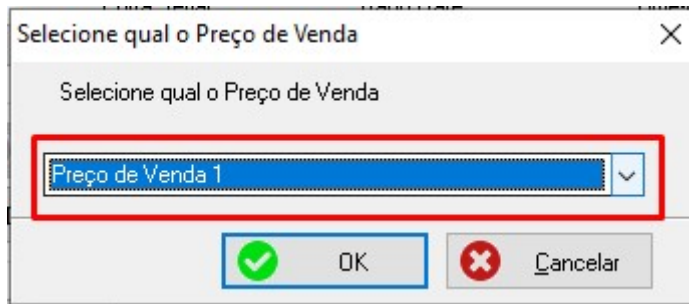 Selecione qual o Preço de Venda
Selecione qual o Preço de Venda
Preço de Venda 1
OK
Cancelar